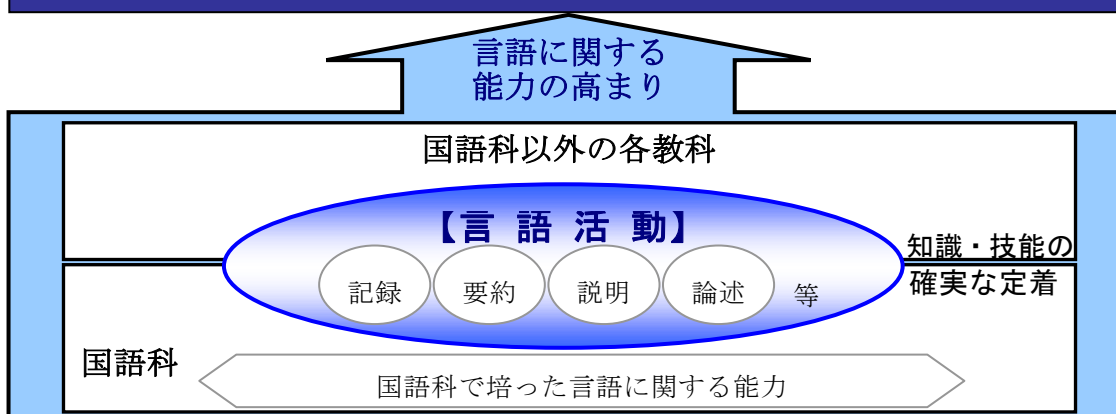 言語に関する
能力の高まり
国語科以外の各教科
【言 語 活 動】
記録 要約 説明 論述 等
知識・技能の
確実な定着
国語科
国語科で培った言語に関する能力